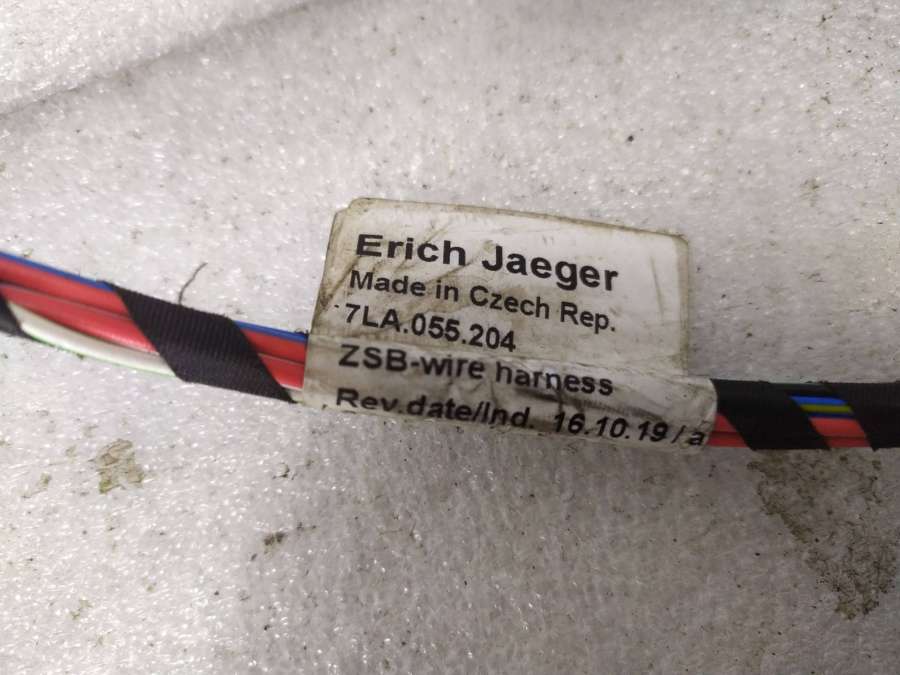 Erich Jaeger
Made in Czech Rep.
7LA.055.204
ZSB-wire harness
Rev.date/Ind. 16.10.19 / a